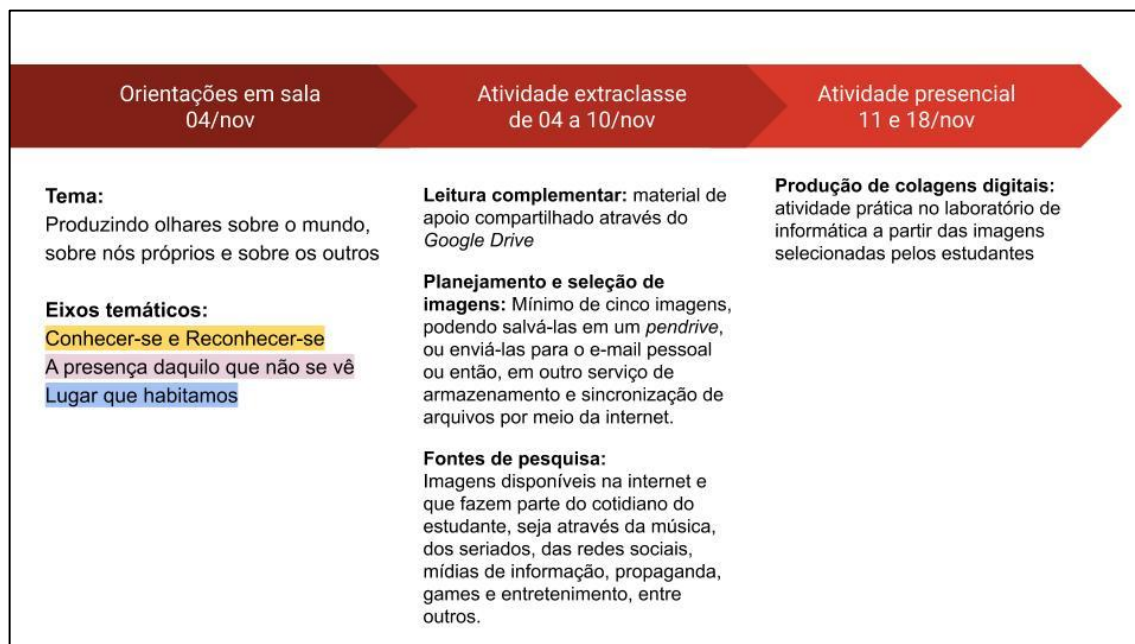 Orientações em sala
04/nov
Atividade extraclasse
de 04 a 10/nov
Atividade presencial
11 e 18/nov
Tema:
Produzindo olhares sobre o mundo,
sobre nós próprios e sobre os outros
Eixos temáticos:
Conhecer-se e Reconhecer-se
A presença daquilo que não se vê
Lugar que habitamos
Leitura complementar: material de
apoio compartilhado através do
Google Drive
Planejamento e seleção de
imagens: Mínimo de cinco imagens,
podendo salvá-las em um pendrive,
ou enviá-las para o e-mail pessoal
ou então, em outro serviço de
armazenamento e sincronização de
arquivos por meio da internet.
Fontes de pesquisa:
Imagens disponíveis na internet e
que fazem parte do cotidiano do
estudante, seja através da música,
dos seriados, das redes sociais,
mídias de informação, propaganda,
games e entretenimento, entre
outros.
Produção de colagens digitais:
atividade prática no laboratório de
informática a partir das imagens
selecionadas pelos estudantes